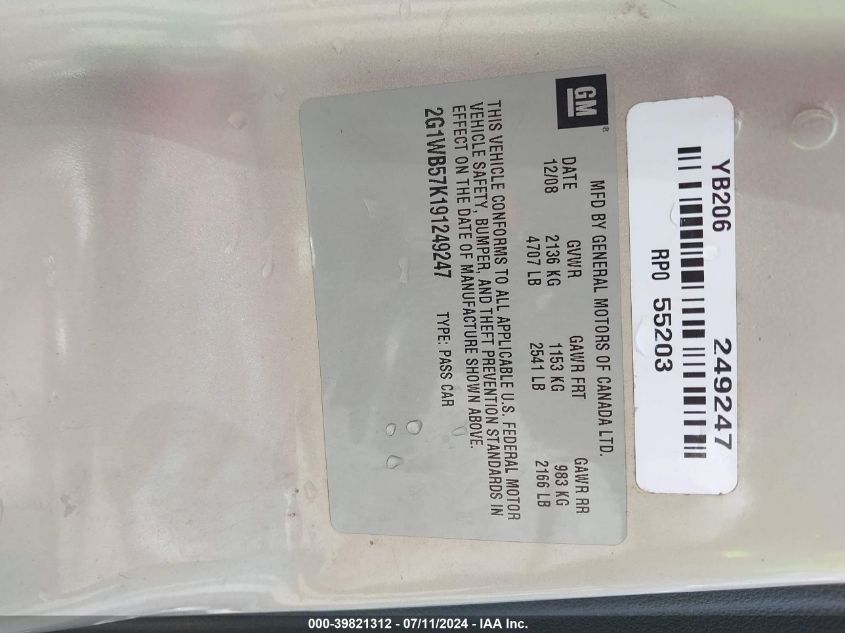 YB206 249247
RPO 55203
GM®
MFD BY GENERAL MOTORS OF CANADA LTD.
DATE GVWR GAWR FRT GAWR RR
12/08 2136 KG 1153 KG 983 KG
4707 LB 2541 LB 2166 LB
THIS VEHICLE CONFORMS TO ALL APPLICABLE U.S. FEDERAL MOTOR
VEHICLE SAFETY, BUMPER, AND THEFT PREVENTION STANDARDS IN
EFFECT ON THE DATE OF MANUFACTURE SHOWN ABOVE.
2G1WB57K191249247 TYPE: PASS CAR
000-39821312 - 07/11/2024 - IAA Inc.